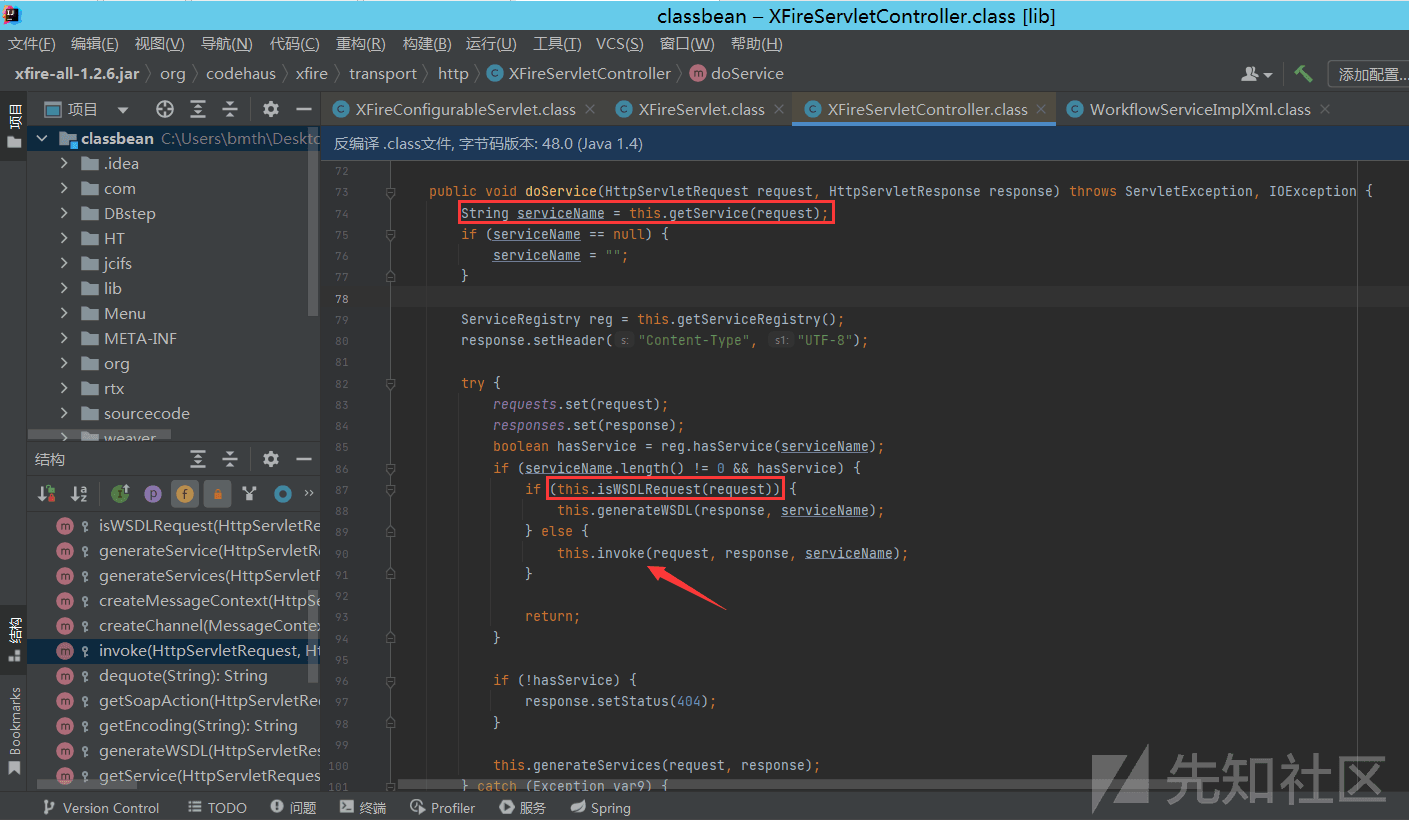 classbean – XFireServletController.class [lib]
文件(F) 编辑(E) 视图(V) 导航(N) 代码(C) 重构(R) 构建(B) 运行(U) 工具(T) VCS(S) 窗口(W) 帮助(H)
xfire-all-1.2.6.jar org codehaus xfire transport http XFireServletController doService
添加配置...
项目
项目
XFireConfigurableServlet.class XFireServlet.class XFireServletController.class WorkflowServiceImplXml.class
classbean C:\Users\bmth\Deskto
.idea
com
DBstep
HT
jcifs
lib
Menu
META-INF
org
rtx
sourcecode
weaver
反编译 .class文件, 字节码版本: 48.0 (Java 1.4)
72
73 public void doService(HttpServletRequest request, HttpServletResponse response) throws ServletException, IOException {
74 String serviceName = this.getService(request);
75 if (serviceName == null) {
76 serviceName = "";
77 }
78
79 ServiceRegistry reg = this.getServiceRegistry();
80 response.setHeader( s: "Content-Type", s1: "UTF-8");
81
82 try {
83 requests.set(request);
84 responses.set(response);
85 boolean hasService = reg.hasService(serviceName);
86 if (serviceName.length() != 0 && hasService) {
87 if (this.isWSDLRequest(request)) {
88 this.generateWSDL(response, serviceName);
89 } else {
90 this.invoke(request, response, serviceName);
91 }
92
93 return;
94 }
95
96 if (!hasService) {
97 response.setStatus(404);
98 }
99
100 this.generateServices(request, response);
101 } catch (Exception var9) {
结构
结构
Bookmarks
isWSDLRequest(HttpServletRe
generateService(HttpServletRe
generateServices(HttpServletF
createMessageContext(HttpSe
createChannel(MessageContex
invoke(HttpServletRequest, Ht
dequote(String): String
getSoapAction(HttpServletRec
getEncoding(String): String
generateWSDL(HttpServletRes
getService(HttpServletReques
Version Control TODO 问题 终端 Profiler 服务 Spring
先知社区